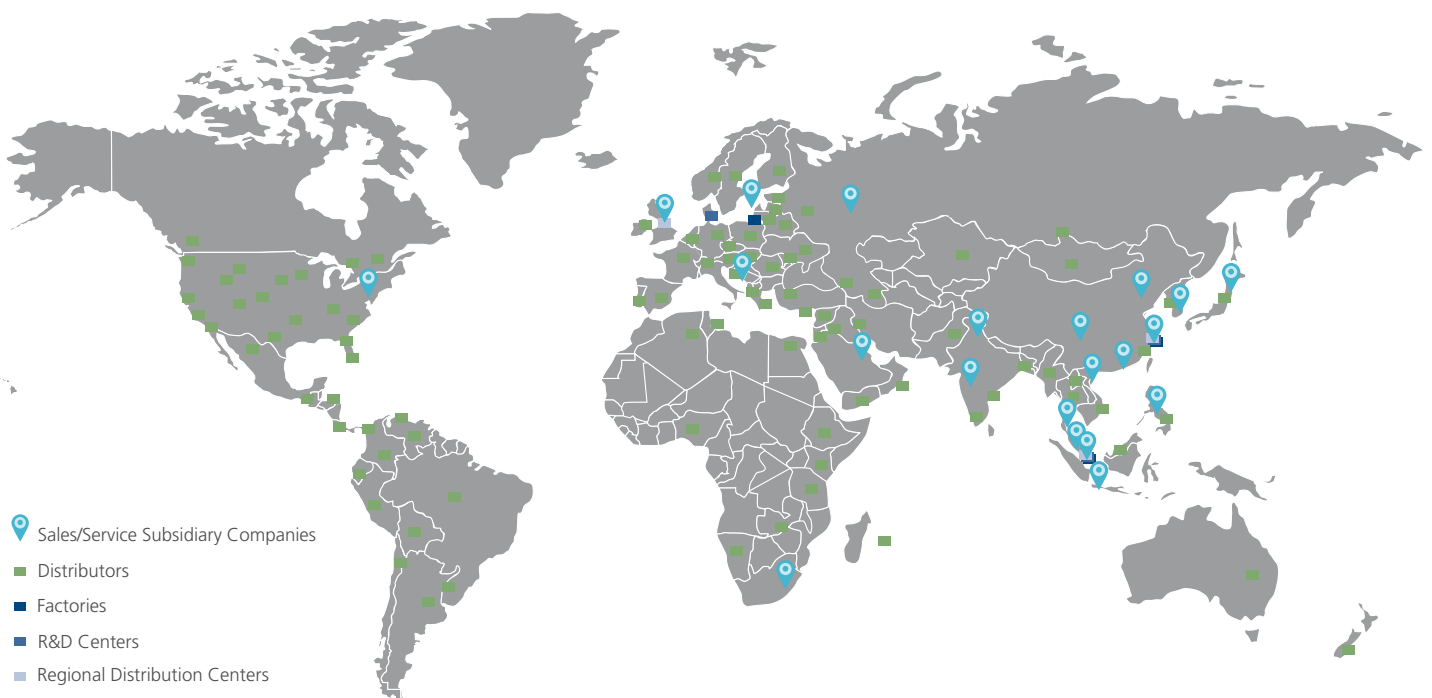 Sales/Service Subsidiary Companies
Distributors
Factories
R&D Centers
Regional Distribution Centers